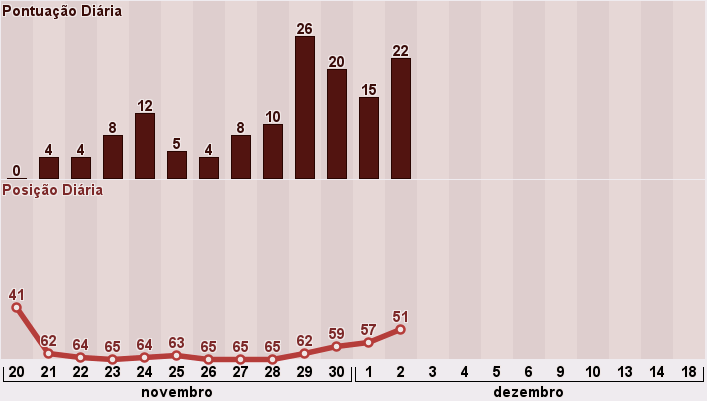 Pontuação Diária
0 4 4 8 12 5 4 8 10 26 20 15 22
Posição Diária
41 62 64 65 64 63 65 65 65 62 59 57 51
20 21 22 23 24 25 26 27 28 29 30 1 2 3 4 5 6 9 10 13 14 18
novembro dezembro